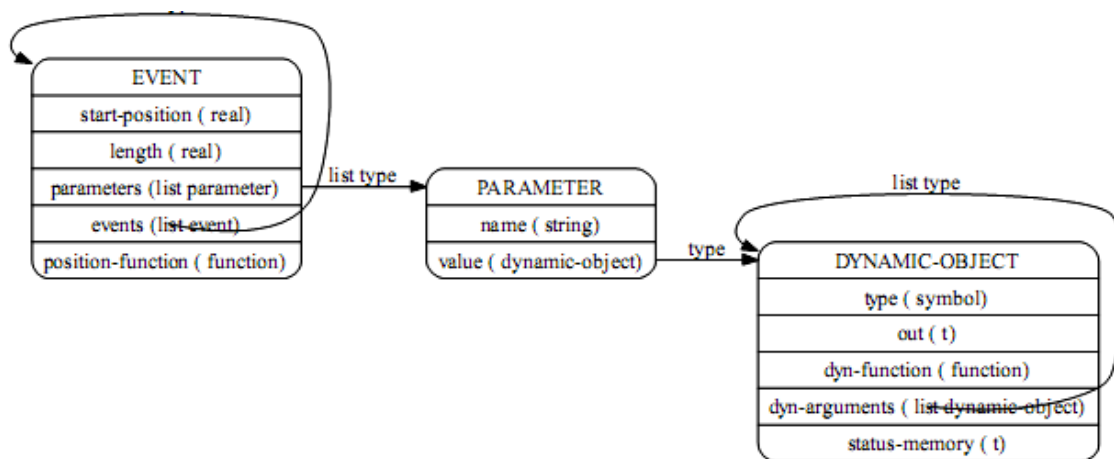 EVENT
start-position ( real)
length ( real)
parameters (list parameter)
events (list event)
position-function ( function)
list type
PARAMETER
name ( string)
value ( dynamic-object)
type
list type
DYNAMIC-OBJECT
type ( symbol)
out ( t)
dyn-function ( function)
dyn-arguments ( list dynamic-object)
status-memory ( t)